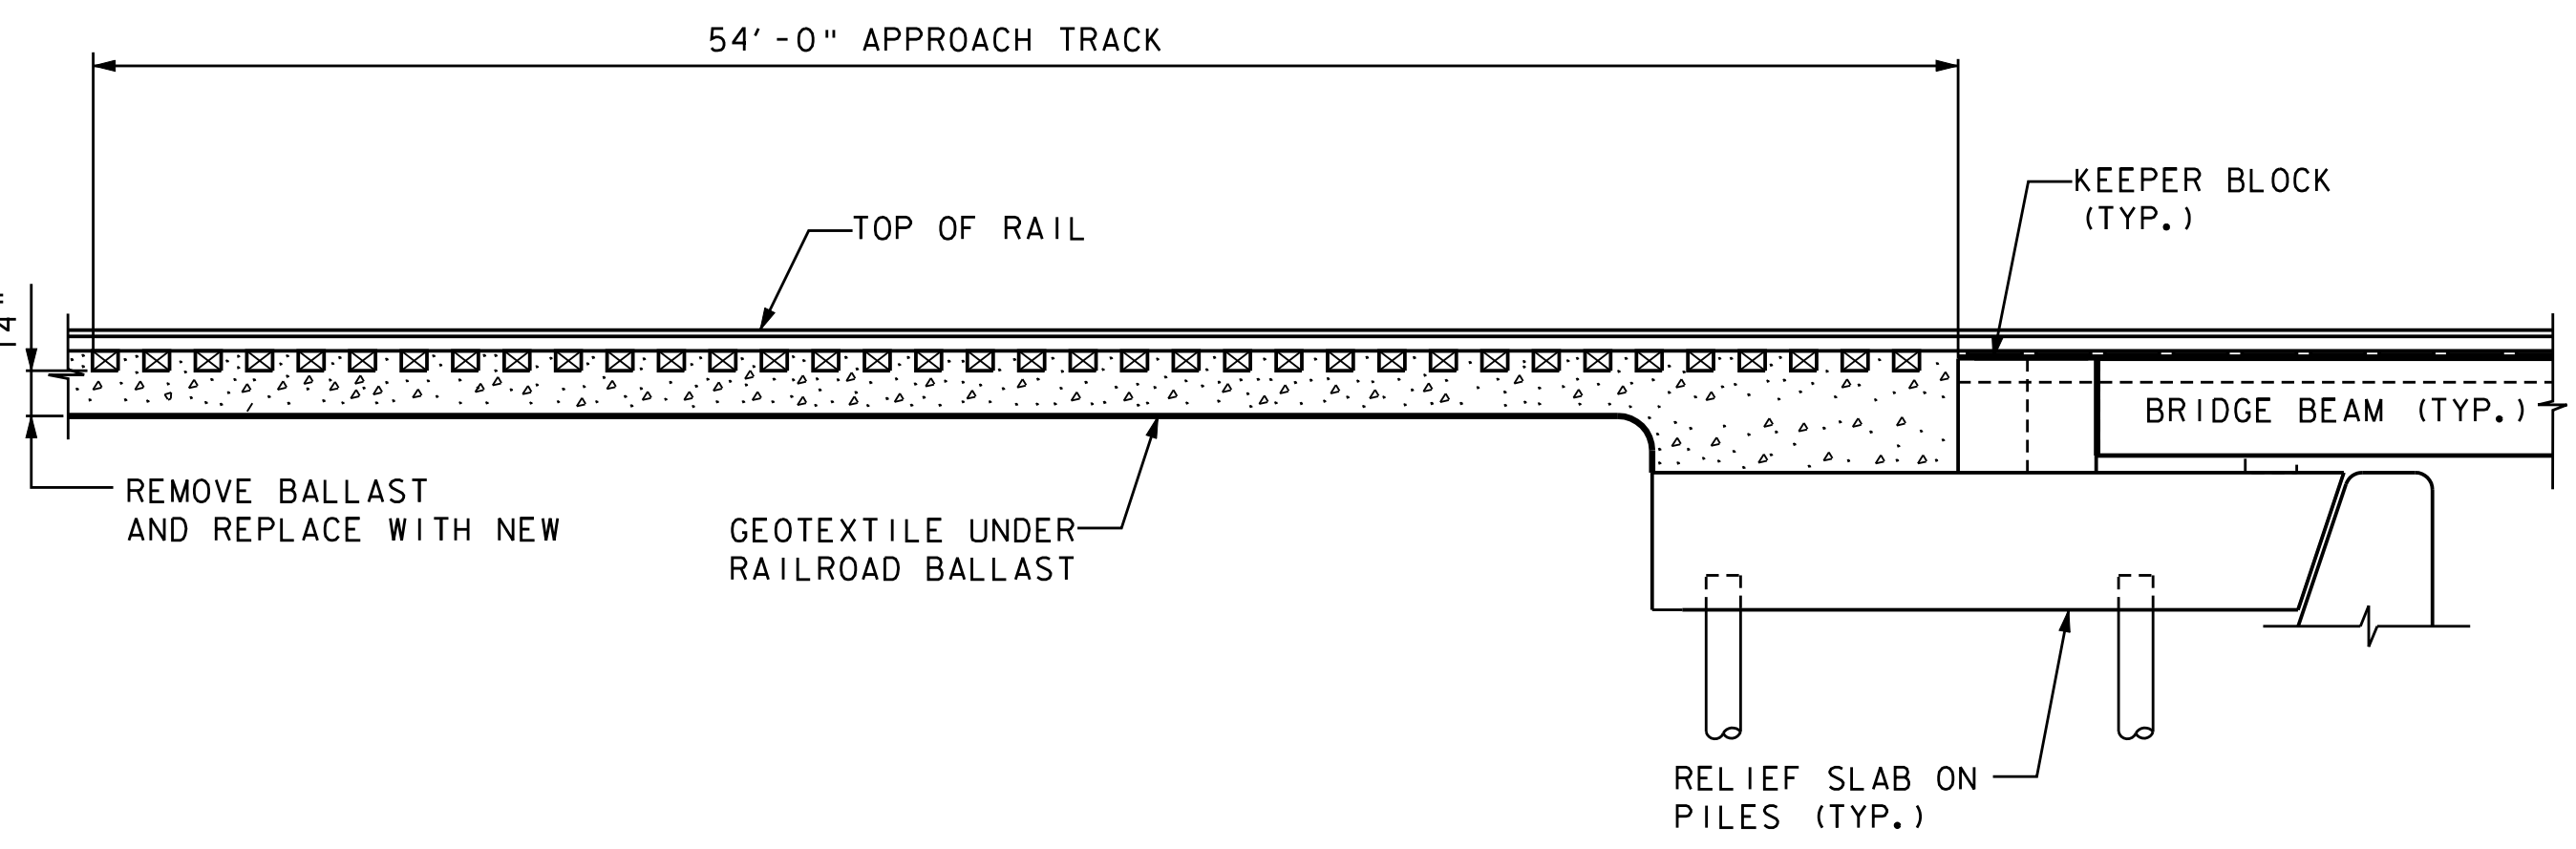 54'-0" APPROACH TRACK
KEEPER BLOCK
(TYP.)
TOP OF RAIL
BRIDGE BEAM (TYP.)
REMOVE BALLAST
AND REPLACE WITH NEW
GEOTEXTILE UNDER
RAILROAD BALLAST
RELIEF SLAB ON
PILES (TYP.)